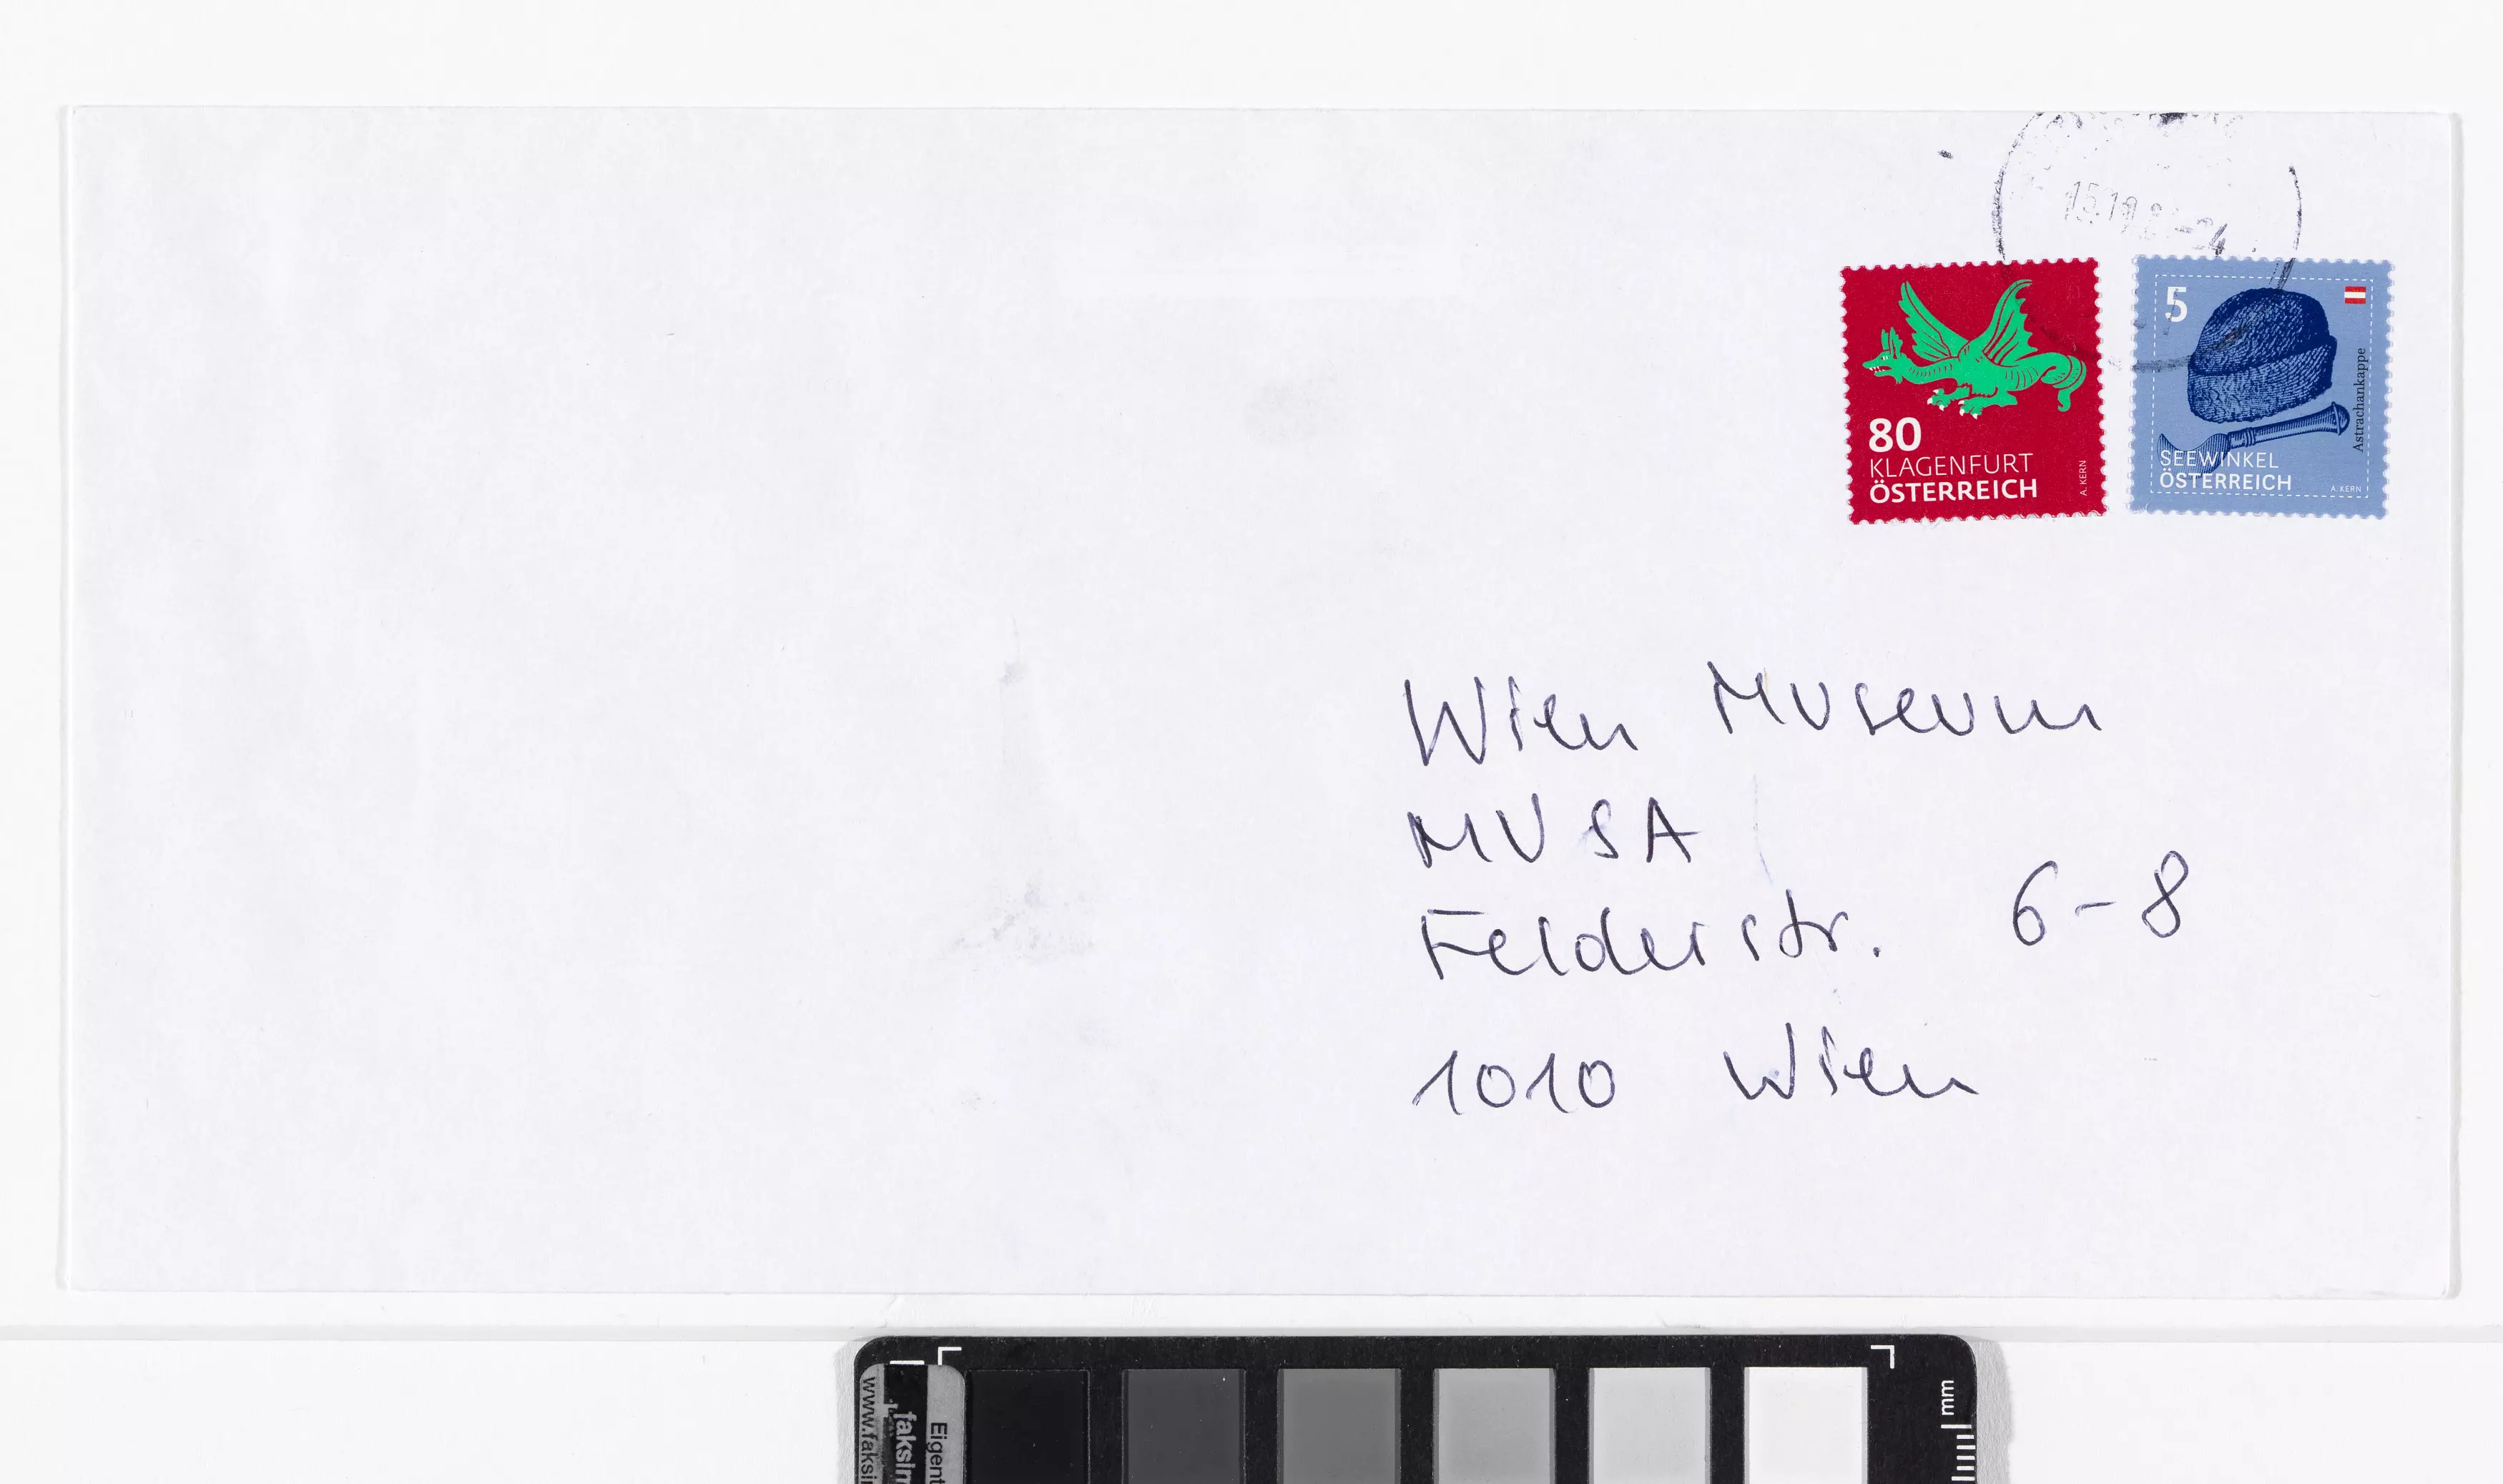 80
KLAGENFURT
ÖSTERREICH
A. KERN
5
Astrachankappe
SEEWINKEL
ÖSTERREICH
A. KERN
Wien Museum
MUSA
Felderstr. 6-8
1010 Wien
mm